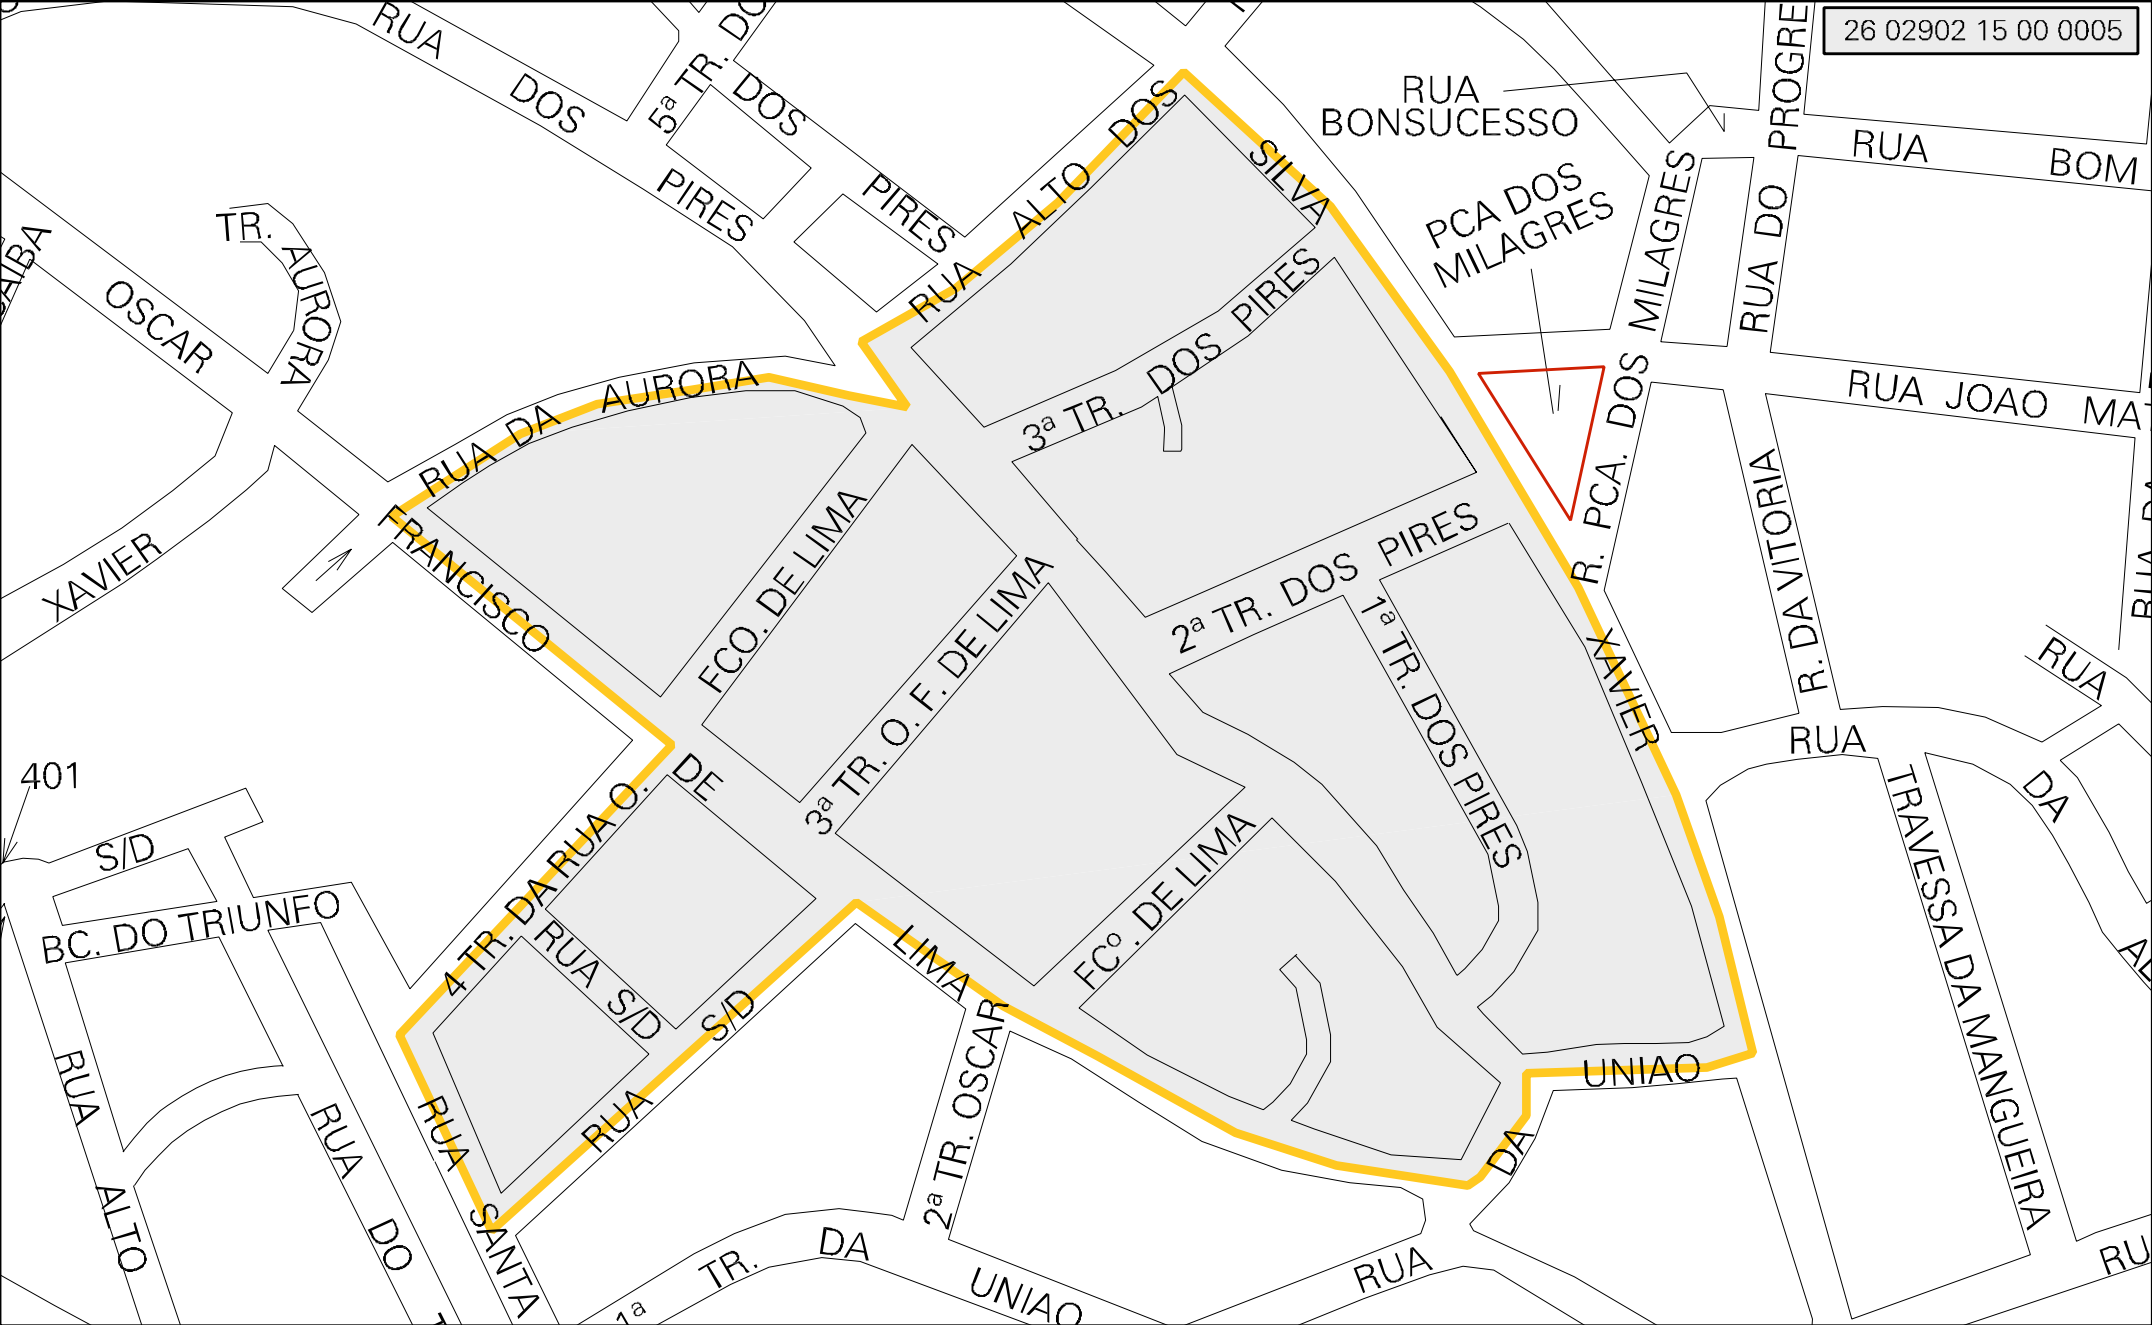 26 02902 15 00 0005
RUA DOS PIRES
5ª TR. DOS PIRES
RUA ALTO DOS
SILVA
RUA
BONSUCESSO
PCA DOS
MILAGRES
R. PCA. DOS MILAGRES
RUA DO PROGRE
RUA BOM
RUA JOAO MA
TR. AURORA
OSCAR
XAVIER
RUA DA AURORA
FRANCISCO
3ª TR. DOS PIRES
2ª TR. DOS PIRES
1ª TR. DOS PIRES
FCO. DE LIMA
3ª TR. O. F. DE LIMA
FCº. DE LIMA
XAVIER
R. DA VITORIA
RUA
RUA
DA
RUA
TRAVESSA DA MANGUEIRA
DE
4 TR. DA RUA O.
RUA S/D
RUA S/D
LIMA
2ª TR. OSCAR
401
S/D
BC. DO TRIUNFO
RUA ALTO
RUA DO
RUA SANTA
1ª TR. DA UNIAO
RUA DA UNIAO
RU